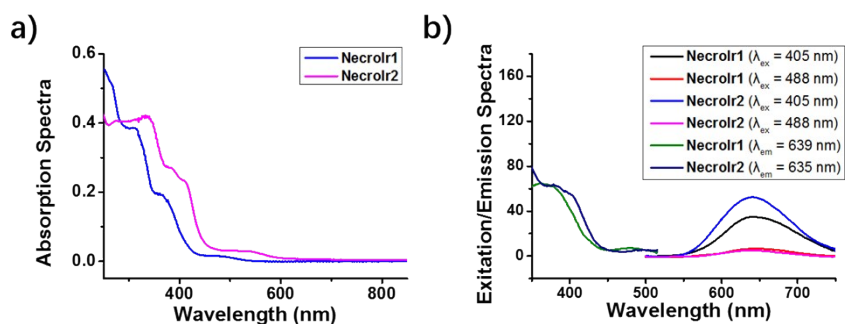 a)
Absorption Spectra
0.6
0.4
0.2
0.0
NecroIr1
NecroIr2
400
600
800
Wavelength (nm)
b)
Exitation/Emission Spectra
160
120
80
40
0
NecroIr1 (λex = 405 nm)
NecroIr1 (λex = 488 nm)
NecroIr2 (λex = 405 nm)
NecroIr2 (λex = 488 nm)
NecroIr1 (λem = 639 nm)
NecroIr2 (λem = 635 nm)
400
500
600
700
Wavelength (nm)